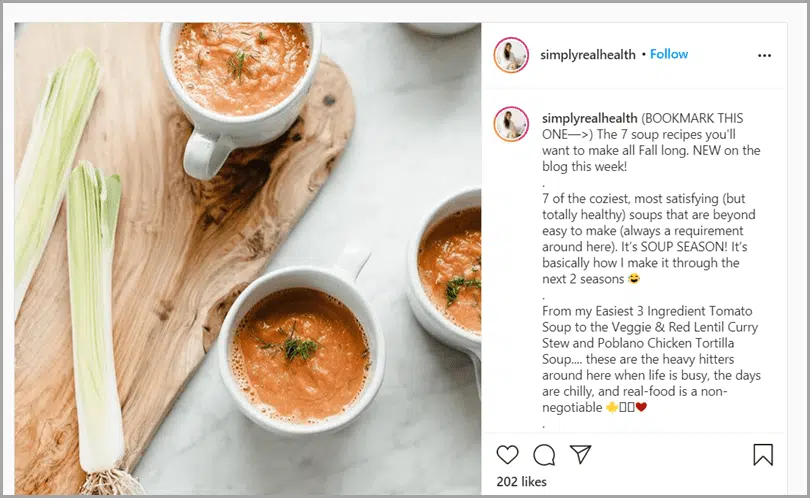 simplyrealhealth • Follow
simplyrealhealth (BOOKMARK THIS
ONE—>) The 7 soup recipes you'll
want to make all Fall long. NEW on the
blog this week!
.
7 of the coziest, most satisfying (but
totally healthy) soups that are beyond
easy to make (always a requirement
around here). It's SOUP SEASON! It's
basically how I make it through the
next 2 seasons 😂
.
From my Easiest 3 Ingredient Tomato
Soup to the Veggie & Red Lentil Curry
Stew and Poblano Chicken Tortilla
Soup.... these are the heavy hitters
around here when life is busy, the days
are chilly, and real-food is a non-
negotiable 🍁▯▯❤
.
202 likes